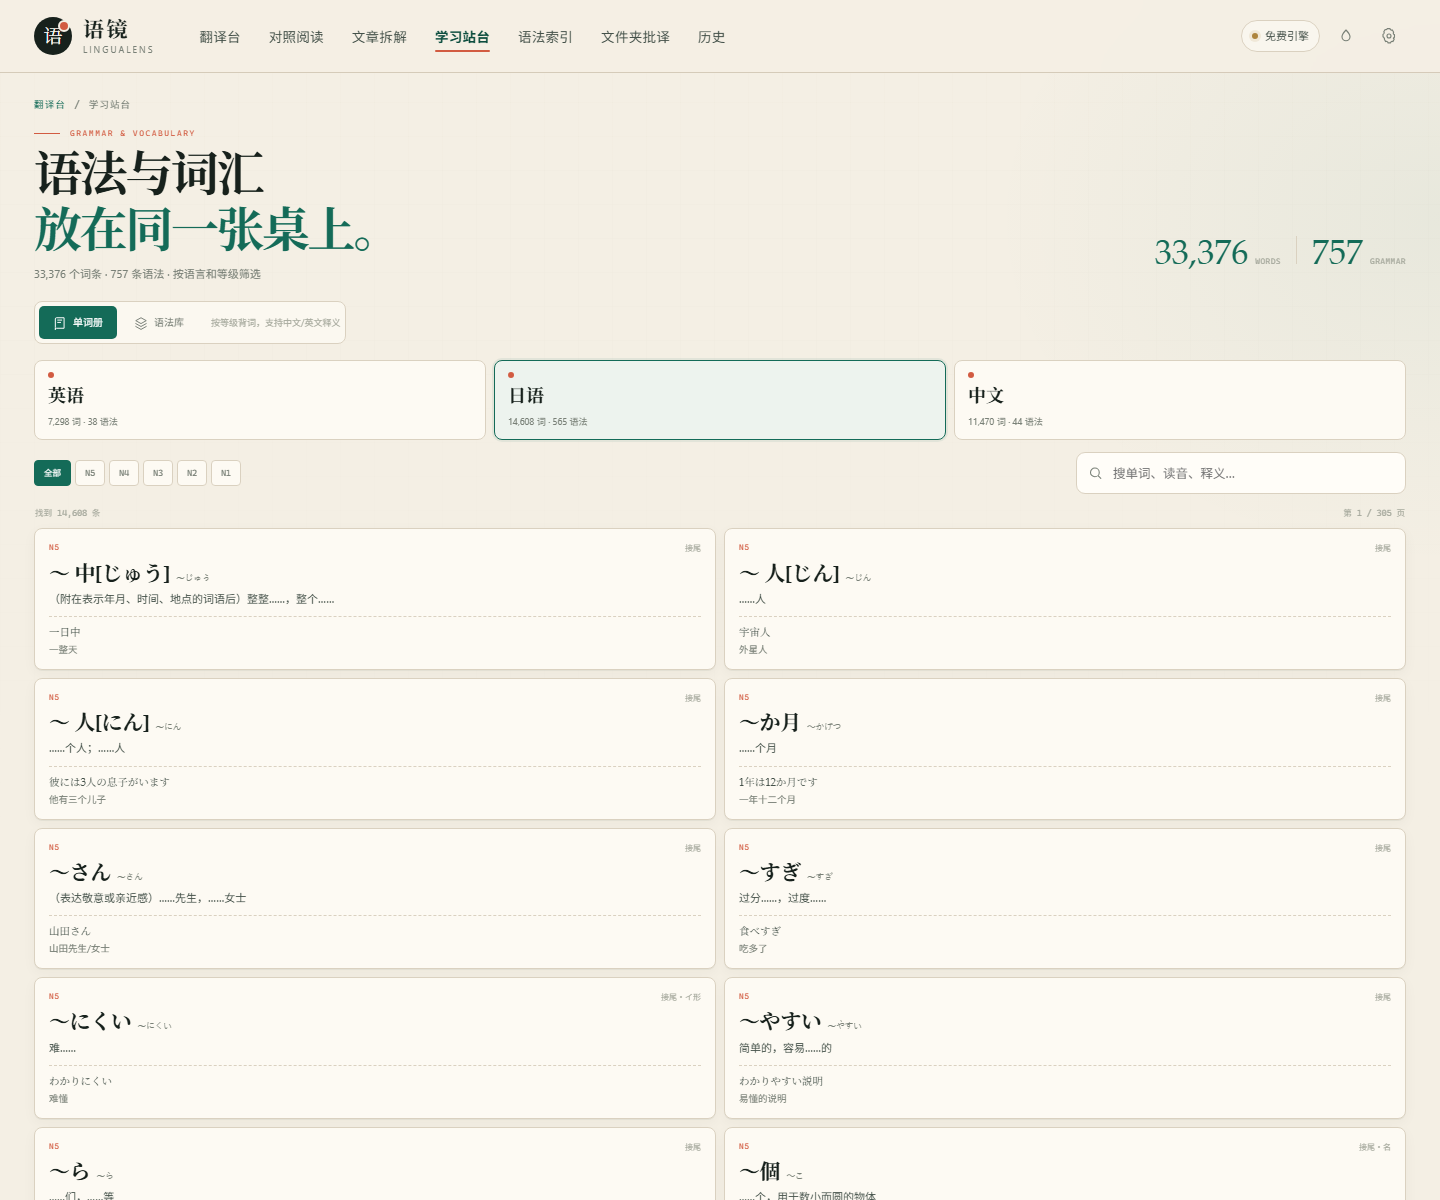 语 语镜
LINGUALENS
翻译台 对照阅读 文章拆解 学习站台 语法索引 文件夹批译 历史
免费引擎
翻译台 / 学习站台
GRAMMAR & VOCABULARY
语法与词汇
放在同一张桌上。
33,376 WORDS 757 GRAMMAR
33,376 个词条 · 757 条语法 · 按语言和等级筛选
单词册 语法库 按等级背词，支持中文/英文释义
英语
7,298 词 · 38 语法
日语
14,608 词 · 565 语法
中文
11,470 词 · 44 语法
全部 N5 N4 N3 N2 N1
搜单词、读音、释义...
找到 14,608 条
第 1 / 305 页
N5 接尾
～ 中[じゅう] ～じゅう
（附在表示年月、时间、地点的词语后）整整……，整个……
一日中
一整天
N5 接尾
～ 人[じん] ～じん
……人
宇宙人
外星人
N5 接尾
～ 人[にん] ～にん
……个人；……人
彼には3人の息子がいます
他有三个儿子
N5 接尾
～か月 ～かげつ
……个月
1年は12か月です
一年十二个月
N5 接尾
～さん ～さん
（表达敬意或亲近感）……先生，……女士
山田さん
山田先生/女士
N5 接尾
～すぎ ～すぎ
过分……，过度……
食べすぎ
吃多了
N5 接尾・イ形
～にくい ～にくい
难……
わかりにくい
难懂
N5 接尾
～やすい ～やすい
简单的，容易……的
わかりやすい説明
易懂的说明
N5 接尾
～ら ～ら
……们，……等
N5 接尾・名
～個 ～こ
……个，用于数小而圆的物体